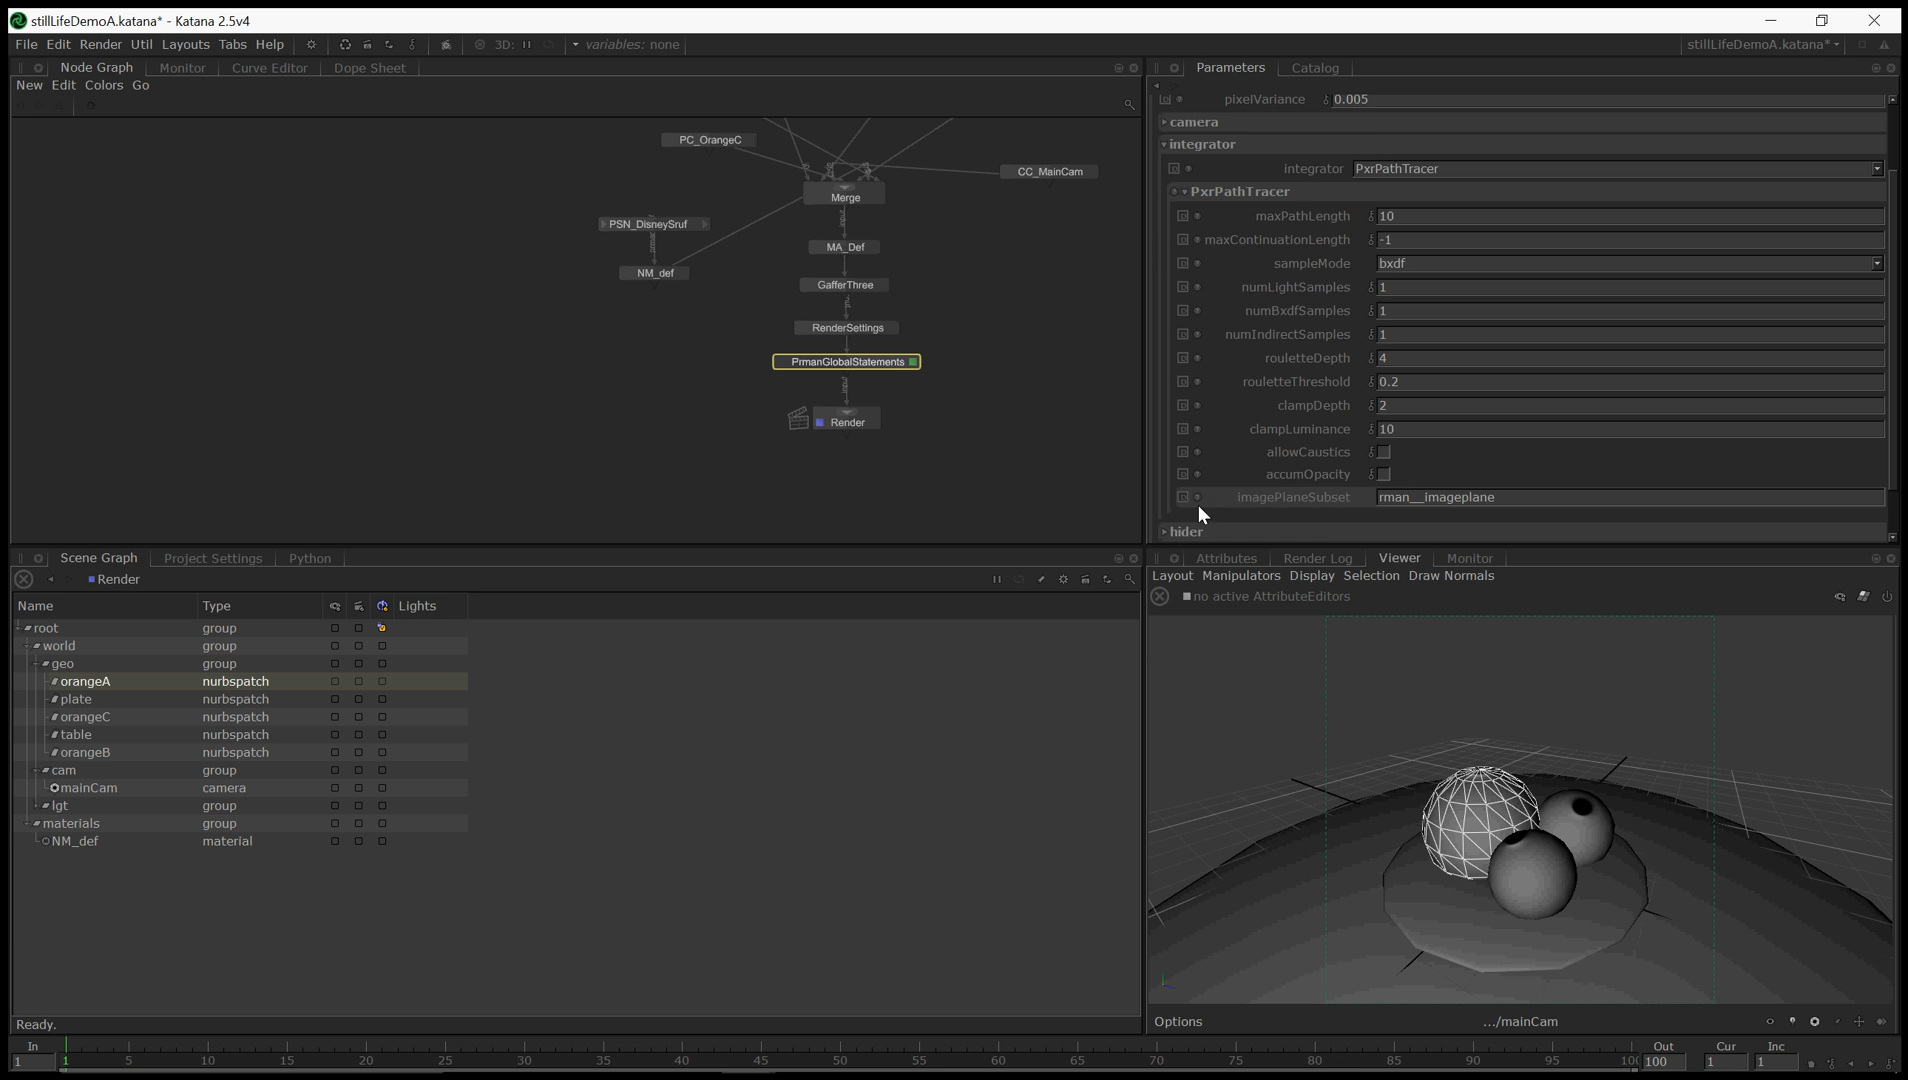 stillLifeDemoA.katana* - Katana 2.5v4
File Edit Render Util Layouts Tabs Help 3D: variables: none stillLifeDemoA.katana*
Node Graph Monitor Curve Editor Dope Sheet
New Edit Colors Go
PC_OrangeC
CC_MainCam
Merge
PSN_DisneySruf
input
MA_Def
NM_def
GafferThree
RenderSettings
PrmanGlobalStatements
input
Render
Parameters Catalog
pixelVariance 0.005
camera
integrator
integrator PxrPathTracer
PxrPathTracer
maxPathLength 10
maxContinuationLength -1
sampleMode bxdf
numLightSamples 1
numBxdfSamples 1
numIndirectSamples 1
rouletteDepth 4
rouletteThreshold 0.2
clampDepth 2
clampLuminance 10
allowCaustics
accumOpacity
imagePlaneSubset rman__imageplane
hider
Scene Graph Project Settings Python
Render
Name Type Lights
root group
world group
geo group
orangeA nurbspatch
plate nurbspatch
orangeC nurbspatch
table nurbspatch
orangeB nurbspatch
cam group
mainCam camera
lgt group
materials group
NM_def material
Ready.
Attributes Render Log Viewer Monitor
Layout Manipulators Display Selection Draw Normals
no active AttributeEditors
Options .../mainCam
In Out Cur Inc
1 1 5 10 15 20 25 30 35 40 45 50 55 60 65 70 75 80 85 90 95 100 100 1 1